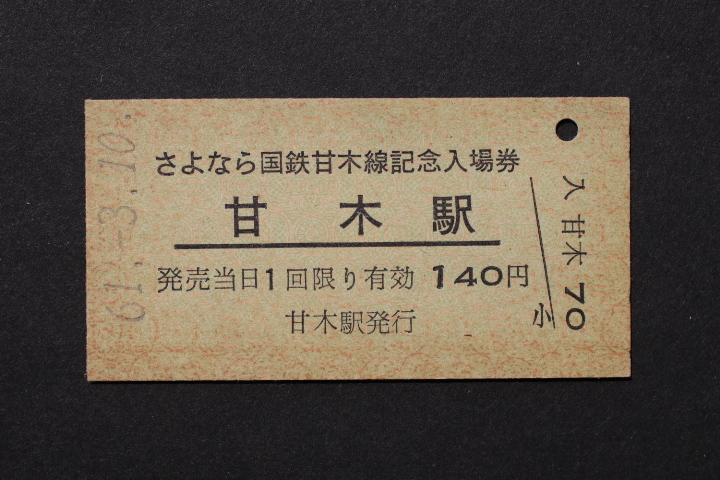 さよなら国鉄甘木線記念入場券
甘木駅
発売当日1回限り有効 140円
甘木駅発行
61.-3.10.
入 甘木
小 70